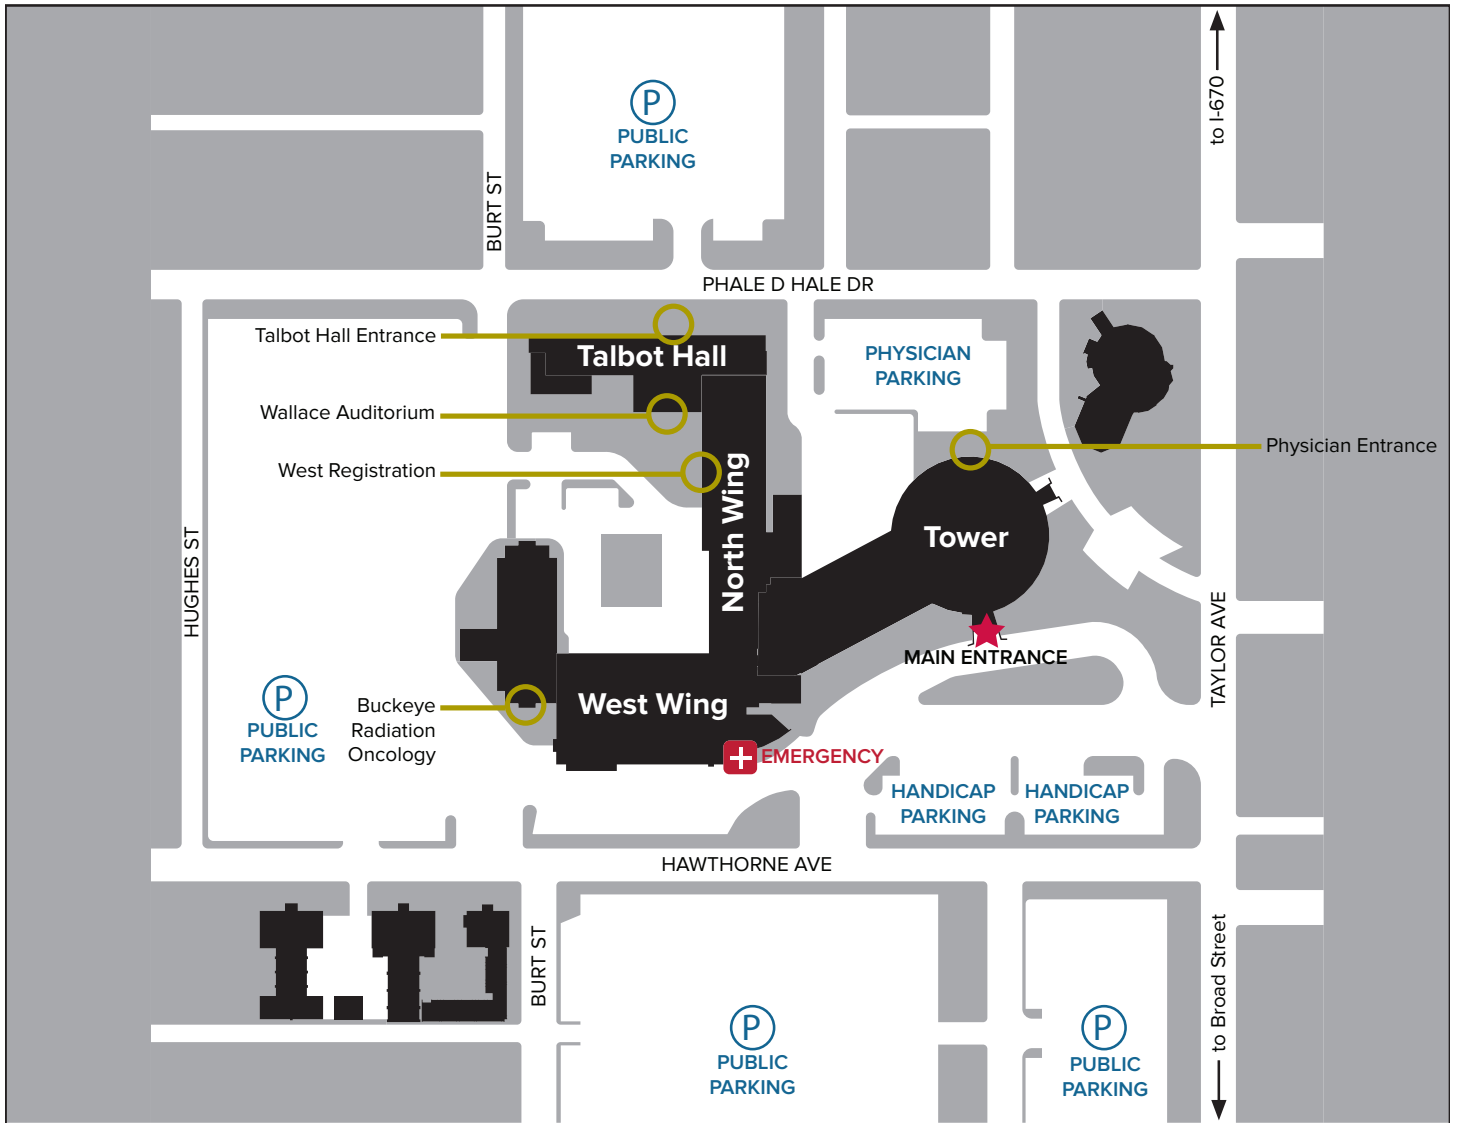 P
PUBLIC
PARKING
to I-670
BURT ST
PHALE D HALE DR
Talbot Hall Entrance
Talbot Hall
PHYSICIAN
PARKING
Wallace Auditorium
Physician Entrance
West Registration
North Wing
Tower
HUGHES ST
TAYLOR AVE
MAIN ENTRANCE
P
PUBLIC
PARKING
Buckeye
Radiation
Oncology
West Wing
EMERGENCY
HANDICAP
PARKING
HANDICAP
PARKING
HAWTHORNE AVE
BURT ST
to Broad Street
P
PUBLIC
PARKING
P
PUBLIC
PARKING